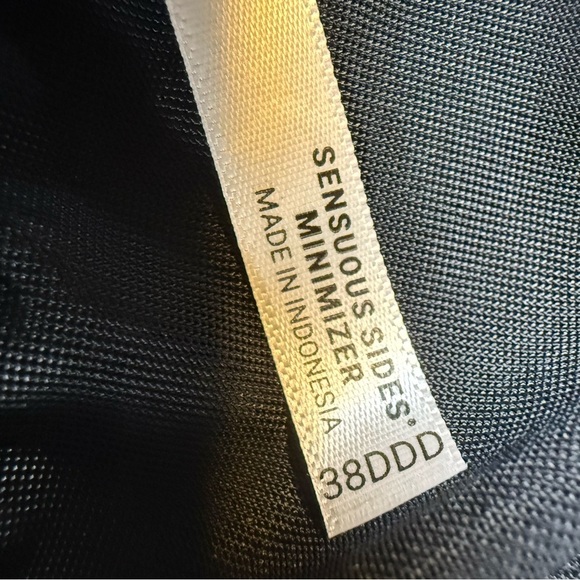 SENSUOUS SIDES®
MINIMIZER
MADE IN INDONESIA
38DDD